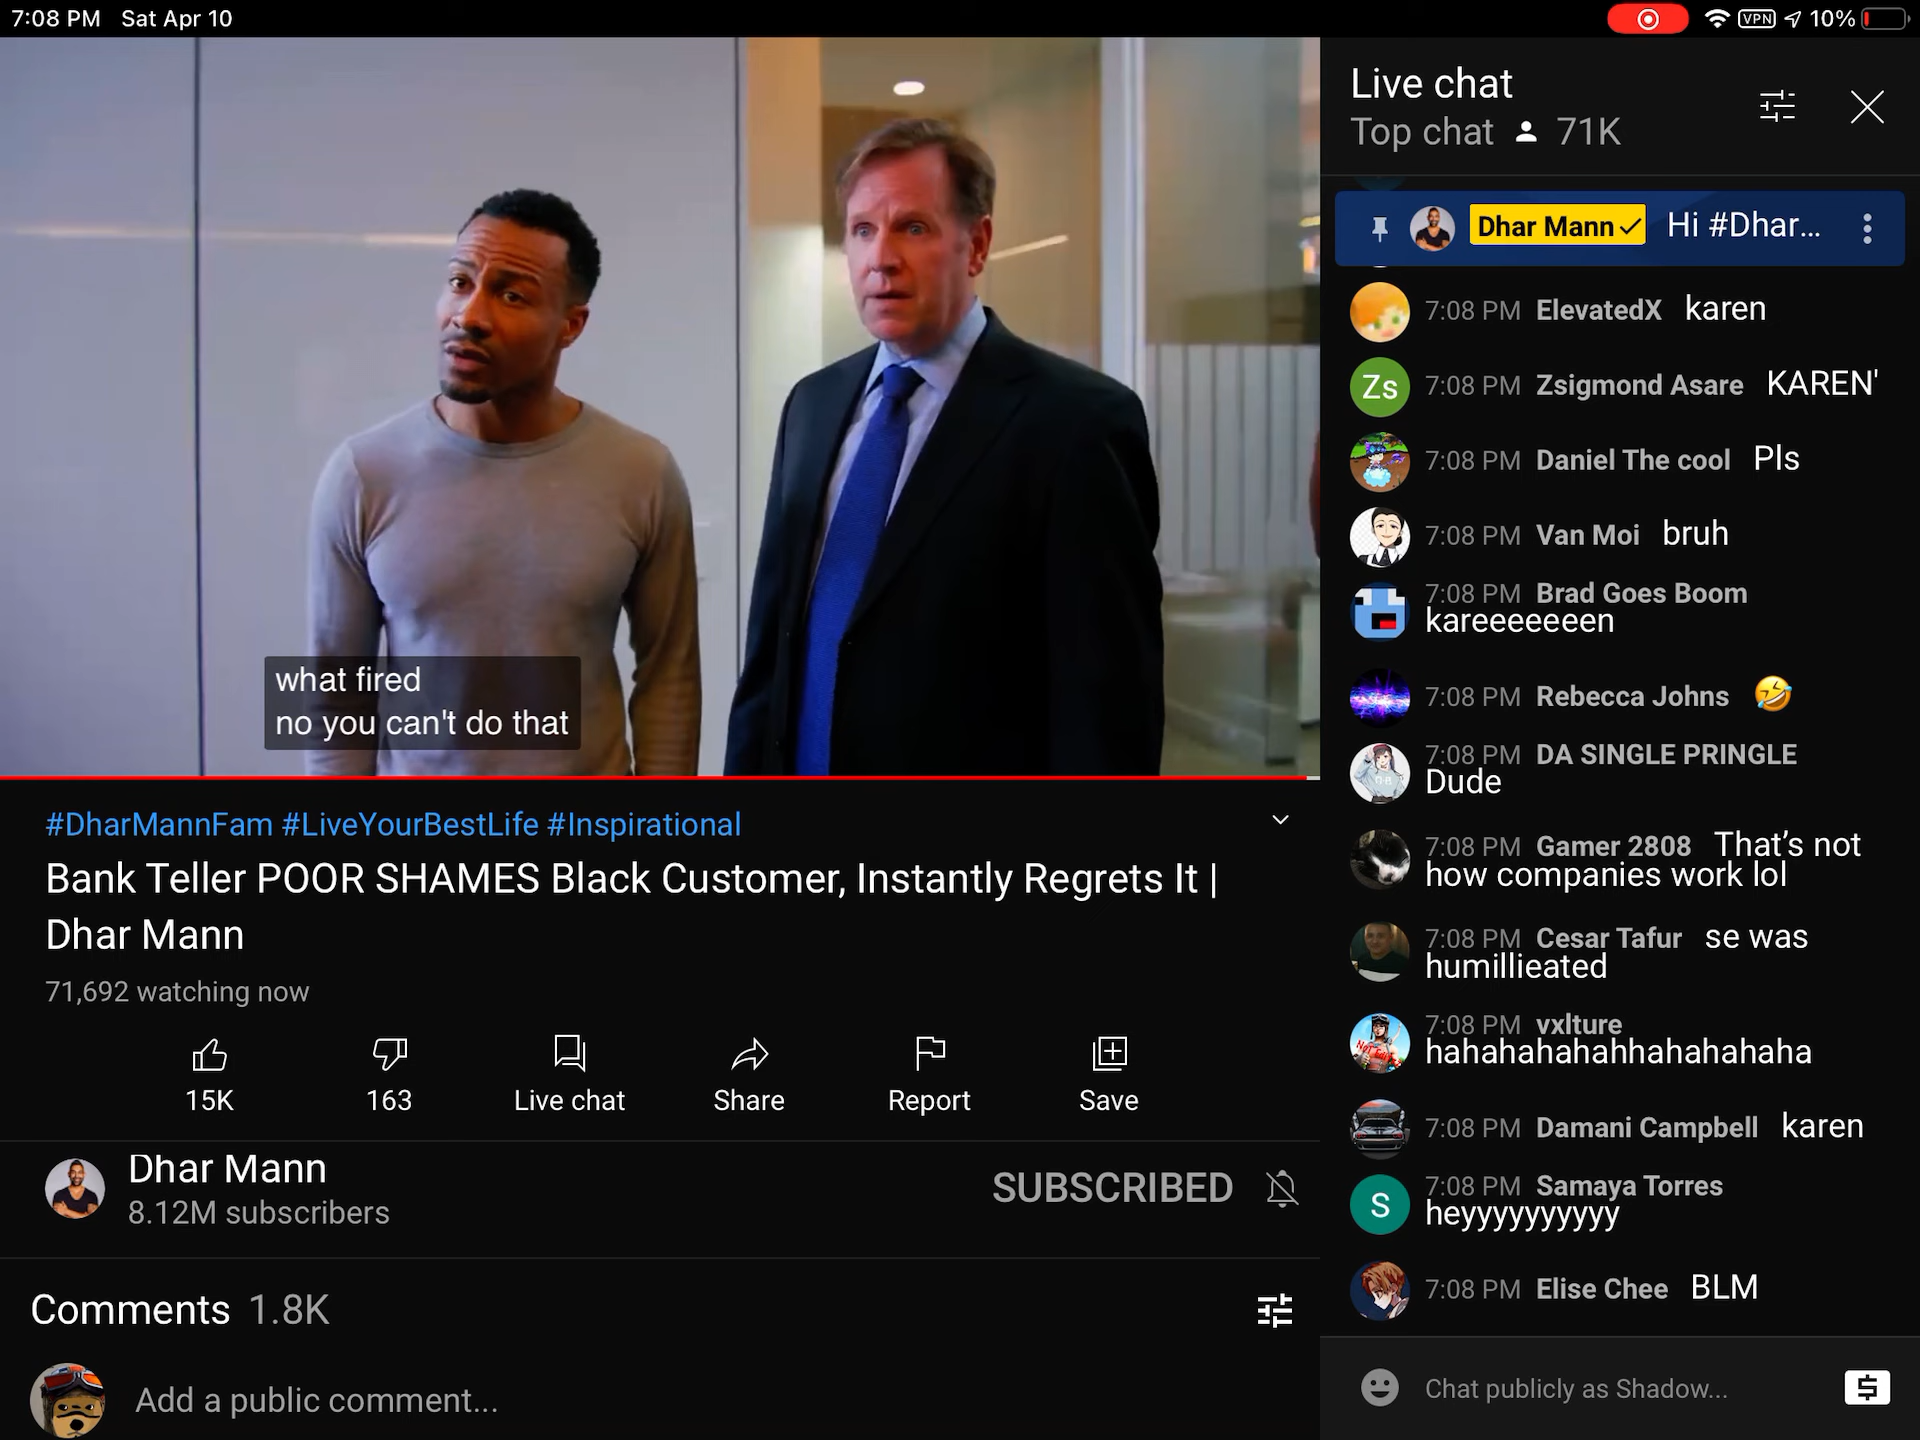 7:08 PM Sat Apr 10
VPN 10%
what fired
no you can't do that
#DharMannFam #LiveYourBestLife #Inspirational
Bank Teller POOR SHAMES Black Customer, Instantly Regrets It |
Dhar Mann
71,692 watching now
15K
163
Live chat
Share
Report
Save
Dhar Mann
8.12M subscribers
SUBSCRIBED
Comments 1.8K
Add a public comment...
Live chat
Top chat 71K
Dhar Mann Hi #Dhar...
7:08 PM ElevatedX karen
Zs
7:08 PM Zsigmond Asare KAREN'
7:08 PM Daniel The cool Pls
7:08 PM Van Moi bruh
7:08 PM Brad Goes Boom
kareeeeeeen
7:08 PM Rebecca Johns 🤣
7:08 PM DA SINGLE PRINGLE
Dude
7:08 PM Gamer 2808 That’s not
how companies work lol
7:08 PM Cesar Tafur se was
humillieated
7:08 PM vxlture
hahahahahahhahahahaha
7:08 PM Damani Campbell karen
S
7:08 PM Samaya Torres
heyyyyyyyyyy
7:08 PM Elise Chee BLM
Chat publicly as Shadow...